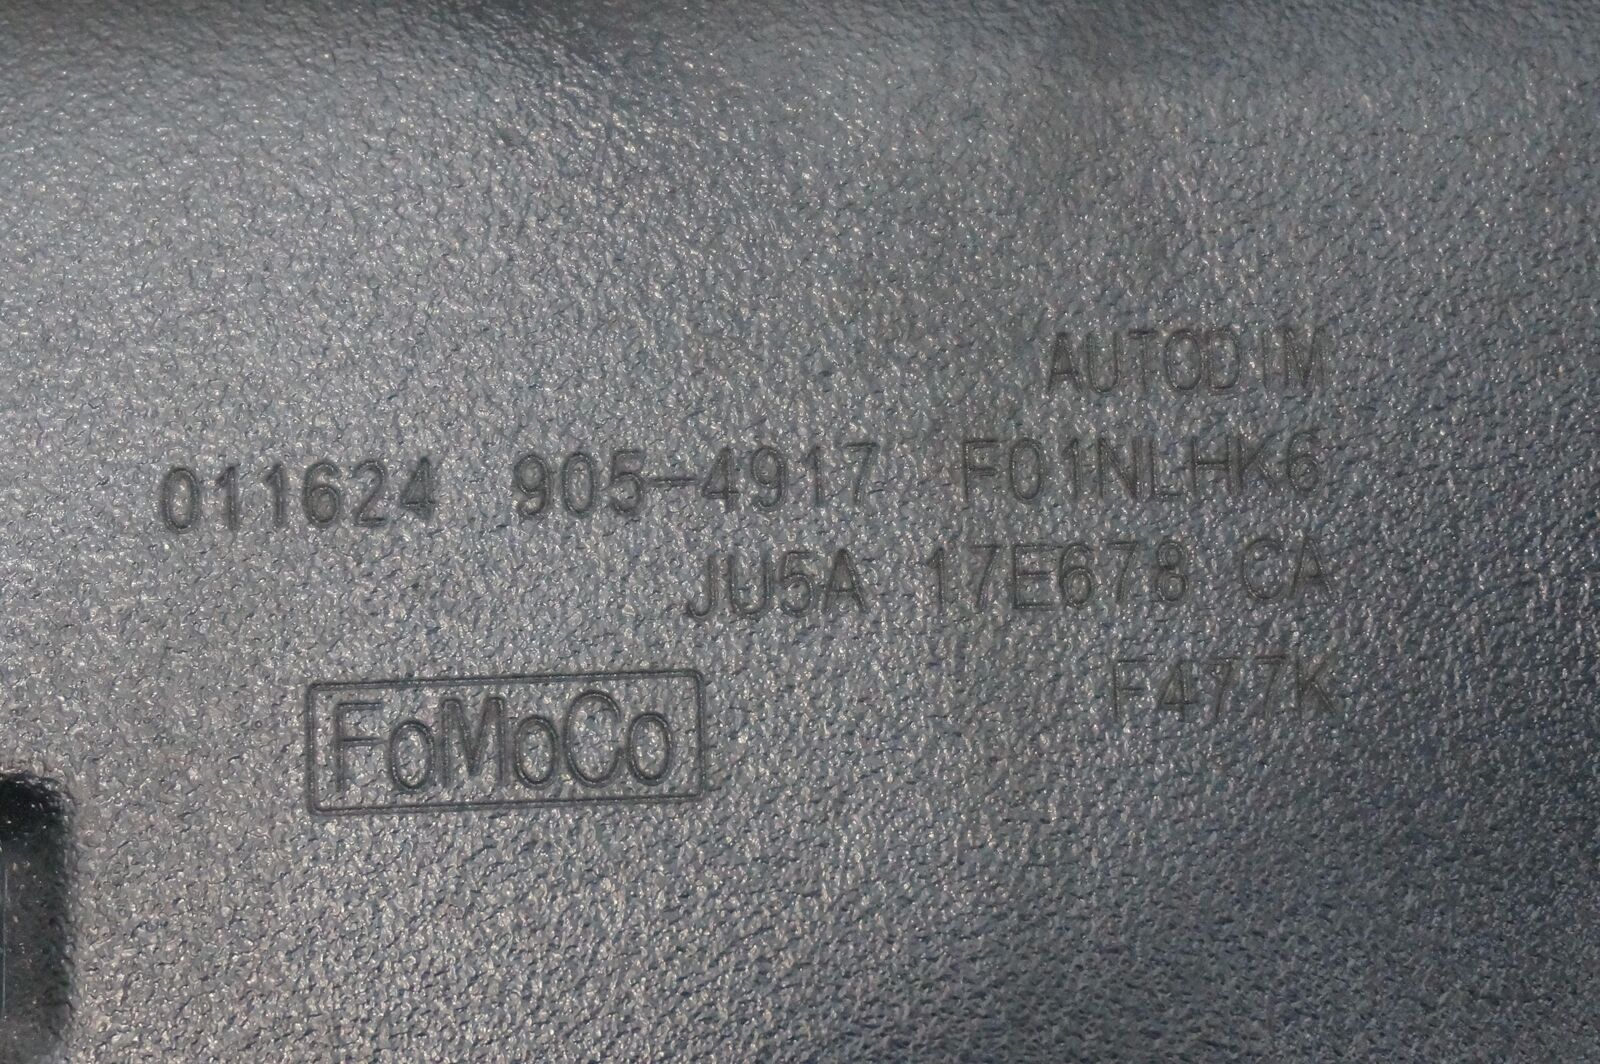 AUTODIM
011624 905-4917 F01NLHK6
JU5A 17E678 CA
F477K
FoMoCo